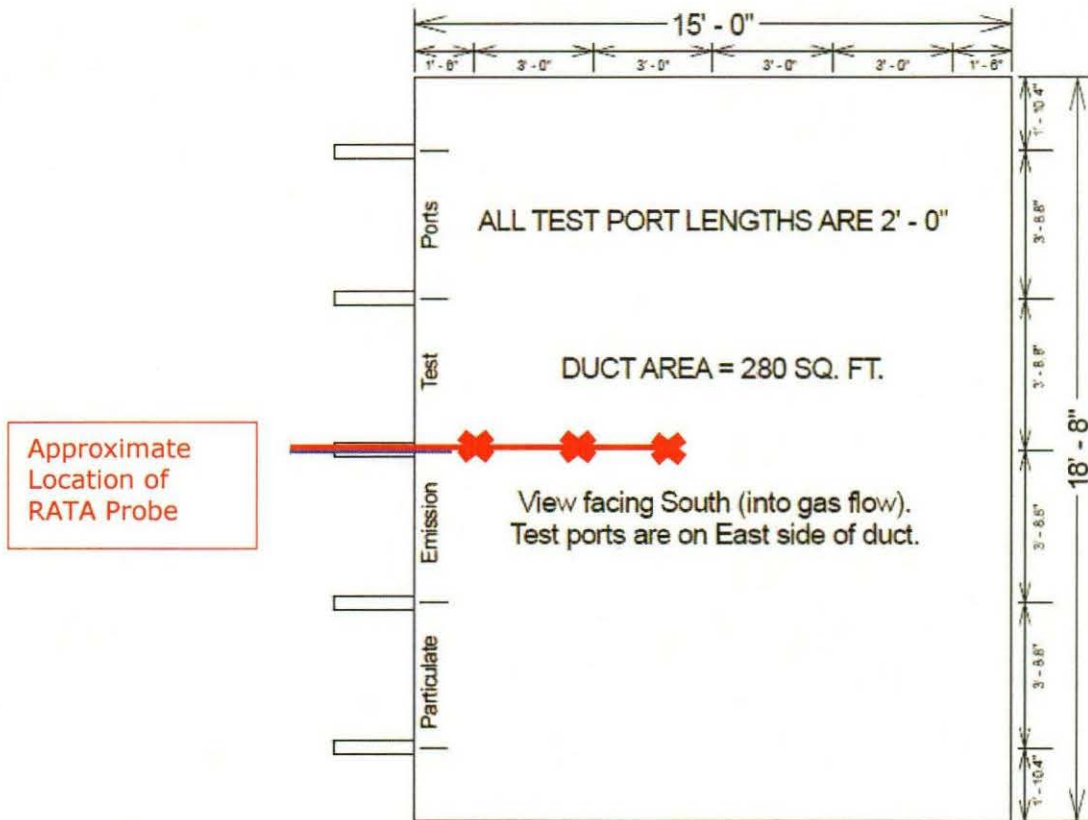 15' - 0"
1' - 6" 3' - 0" 3' - 0" 3' - 0" 3' - 0" 1' - 6"
1' - 10.4"
3' - 8.8"
3' - 8.8"
3' - 8.8"
3' - 8.8"
1' - 10.4"
18' - 8"
ALL TEST PORT LENGTHS ARE 2' - 0"
DUCT AREA = 280 SQ. FT.
View facing South (into gas flow).
Test ports are on East side of duct.
Particulate Emission Test Ports
Approximate
Location of
RATA Probe